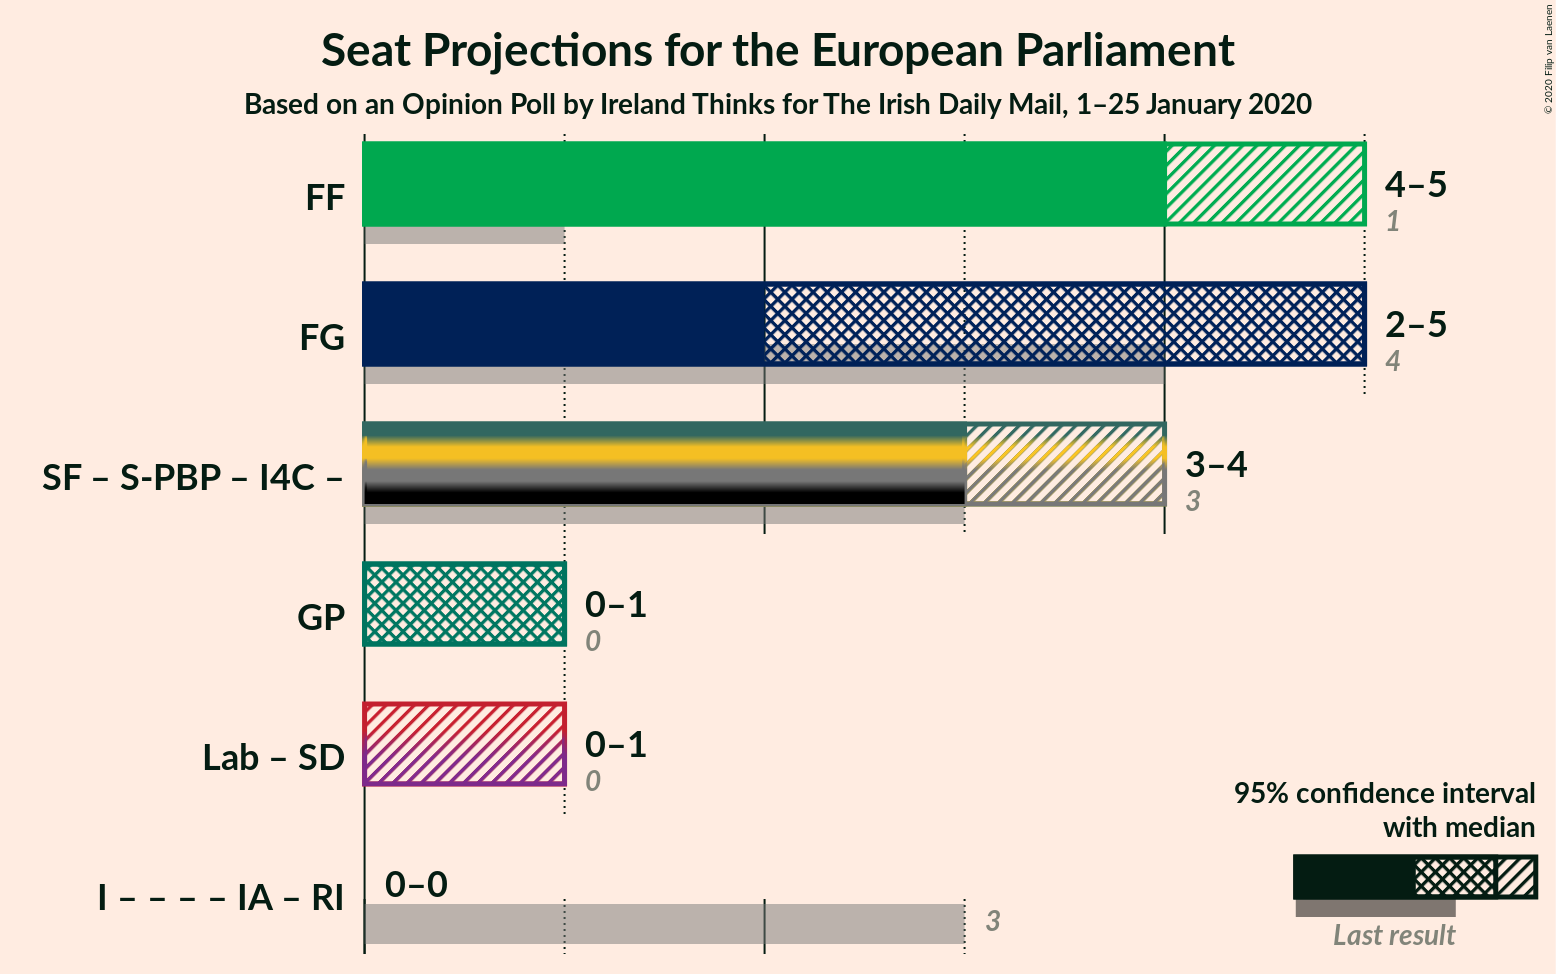 Seat Projections for the European Parliament
Based on an Opinion Poll by Ireland Thinks for The Irish Daily Mail, 1–25 January 2020
© 2020 Filip van Laenen
FF
4–5
1
FG
2–5
4
SF – S-PBP – I4C –
3–4
3
GP
0–1
0
Lab – SD
0–1
0
I – – – – IA – RI
0–0
3
95% confidence interval
with median
Last result